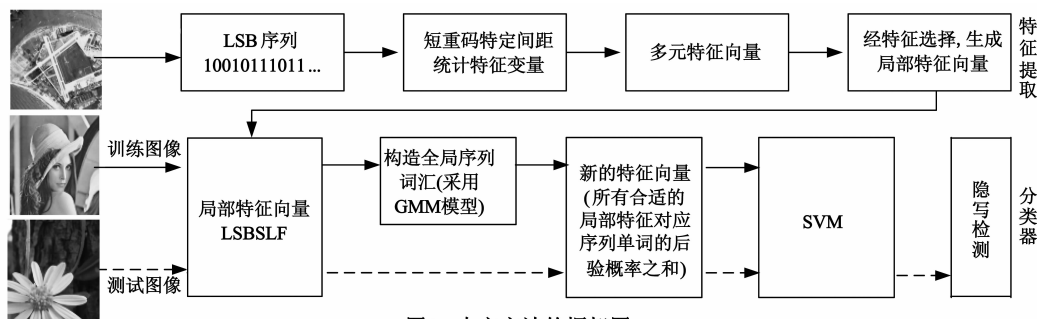 LSB 序列
10010111011 ...
短重码特定间距
统计特征变量
多元特征向量
经特征选择,生成
局部特征向量
特征提取
训练图像
测试图像
局部特征向量
LSBSLF
构造全局序列
词汇(采用
GMM模型)
新的特征向量
(所有合适的
局部特征对应
序列单词的后
验概率之和)
SVM
隐写检测
分类器